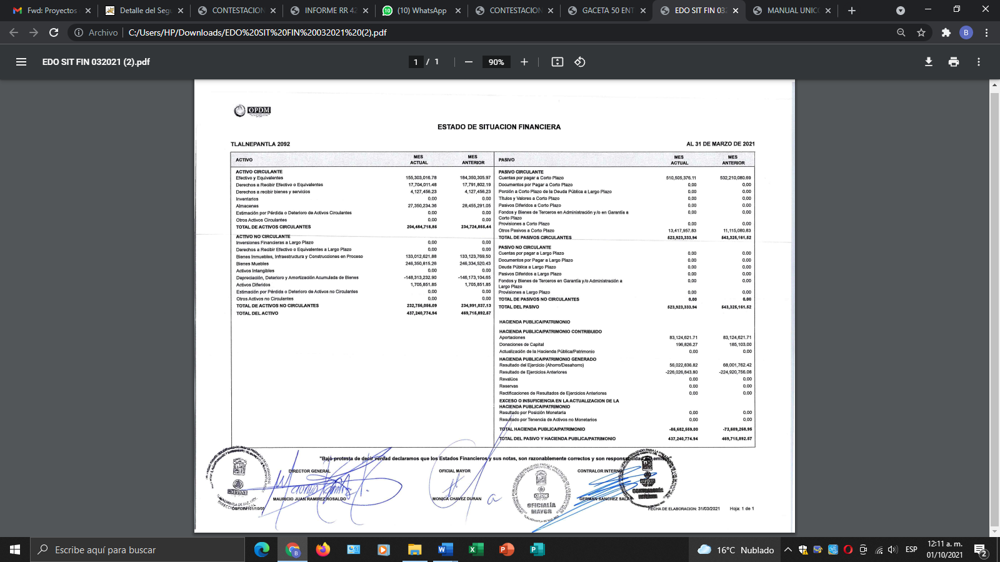 Fwd: Proyectos
Detalle del Segu
CONTESTACION
INFORME RR 42
(10) WhatsApp
CONTESTACION
GACETA 50 ENT
EDO SIT FIN 032
MANUAL UNICO
Archivo C:/Users/HP/Downloads/EDO%20SIT%20FIN%20032021%20(2).pdf
EDO SIT FIN 032021 (2).pdf
1 / 1
90%
OPDM
ESTADO DE SITUACION FINANCIERA
TLALNEPANTLA 2092
AL 31 DE MARZO DE 2021
ACTIVO MES ACTUAL MES ANTERIOR
ACTIVO CIRCULANTE
Efectivo y Equivalentes 155,303,016.78 184,350,305.97
Derechos a Recibir Efectivo o Equivalentes 17,704,011.48 17,791,802.19
Derechos a recibir bienes y servicios 4,127,456.23 4,127,456.23
Inventarios 0.00 0.00
Almacenes 27,350,234.36 28,455,291.05
Estimación por Pérdida o Deterioro de Activos Circulantes 0.00 0.00
Otros Activos Circulantes 0.00 0.00
TOTAL DE ACTIVOS CIRCULANTES 204,484,718.85 234,724,855.44
ACTIVO NO CIRCULANTE
Inversiones Financieras a Largo Plazo 0.00 0.00
Derechos a Recibir Efectivo o Equivalentes a Largo Plazo 0.00 0.00
Bienes Inmuebles, Infraestructura y Construcciones en Proceso 133,012,621.88 133,123,769.50
Bienes Muebles 246,350,815.26 246,334,520.43
Activos Intangibles 0.00 0.00
Depreciación, Deterioro y Amortización Acumulada de Bienes -148,313,232.90 -146,173,104.65
Activos Diferidos 1,705,851.85 1,705,851.85
Estimación por Pérdida o Deterioro de Activos no Circulantes 0.00 0.00
Otros Activos no Circulantes 0.00 0.00
TOTAL DE ACTIVOS NO CIRCULANTES 232,756,056.09 234,991,037.13
TOTAL DEL ACTIVO 437,240,774.94 469,715,892.57
PASIVO MES ACTUAL MES ANTERIOR
PASIVO CIRCULANTE
Cuentas por pagar a Corto Plazo 510,505,376.11 532,210,080.69
Documentos por Pagar a Corto Plazo 0.00 0.00
Porción a Corto Plazo de la Deuda Pública a Largo Plazo 0.00 0.00
Títulos y Valores a Corto Plazo 0.00 0.00
Pasivos Diferidos a Corto Plazo 0.00 0.00
Fondos y Bienes de Terceros en Administración y /o en Garantía a 0.00 0.00
Corto Plazo
Provisiones a Corto Plazo 0.00 0.00
Otros Pasivos a Corto Plazo 13,417,957.83 11,115,080.83
TOTAL DE PASIVOS CIRCULANTES 523,923,333.94 543,325,161.52
PASIVO NO CIRCULANTE
Cuentas por pagar a Largo Plazo 0.00 0.00
Documentos por Pagar a Largo Plazo 0.00 0.00
Deuda Pública a Largo Plazo 0.00 0.00
Pasivos Diferidos a Largo Plazo 0.00 0.00
Fondos y Bienes de Terceros en Garantía y/o Administración a 0.00 0.00
Largo Plazo
Provisiones a Largo Plazo 0.00 0.00
TOTAL DE PASIVOS NO CIRCULANTES 0.00 0.00
TOTAL DEL PASIVO 523,923,333.94 543,325,161.52
HACIENDA PUBLICA/PATRIMONIO
HACIENDA PUBLICA/PATRIMONIO CONTRIBUIDO
Aportaciones 83,124,621.71 83,124,621.71
Donaciones de Capital 196,826.27 185,103.00
Actualización de la Hacienda Pública/Patrimonio 0.00 0.00
HACIENDA PUBLICA/PATRIMONIO GENERADO
Resultado del Ejercicio (Ahorro/Desahorro) 56,022,836.82 68,001,762.42
Resultado de Ejercicios Anteriores -226,026,843.80 -224,920,756.08
Revalúos 0.00 0.00
Reservas 0.00 0.00
Rectificaciones de Resultados de Ejercicios Anteriores 0.00 0.00
EXCESO O INSUFICIENCIA EN LA ACTUALIZACION DE LA
HACIENDA PUBLICA/PATRIMONIO
Resultado por Posición Monetaria 0.00 0.00
Resultado por Tenencia de Activos no Monetarios 0.00 0.00
TOTAL HACIENDA PUBLICA/PATRIMONIO -86,682,559.00 -73,609,268.95
TOTAL DEL PASIVO Y HACIENDA PUBLICA/PATRIMONIO 437,240,774.94 469,715,892.57
"Bajo protesta de decir verdad declaramos que los Estados Financieros y sus notas, son razonablemente correctos y son responsabilidad del emisor"
DIRECTOR GENERAL
OFICIAL MAYOR
CONTRALOR INTERNO
MAURICIO JUAN RAMIREZ ROSALDO
MONICA CHAVEZ DURAN
GERMAN SANCHEZ SALAS
OPDM
OPDM
OFICIALÍA
MAYOR
OPDM
CONTRALORÍA
INTERNA
OSFOIM101/10/05
FECHA DE ELABORACION: 31/03/2021 Hoja: 1 de 1
Escribe aquí para buscar
16°C Nublado
ESP
12:11 a. m.
01/10/2021
2